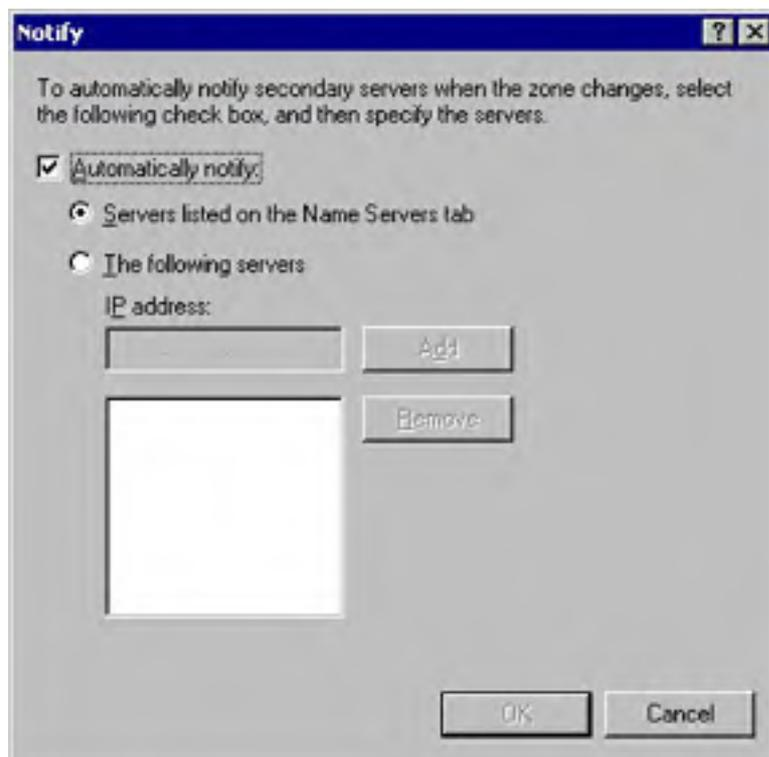 Notify
To automatically notify secondary servers when the zone changes, select
the following check box, and then specify the servers.
Automatically notify:
Servers listed on the Name Servers tab
The following servers
IP address:
Add
Remove
OK
Cancel